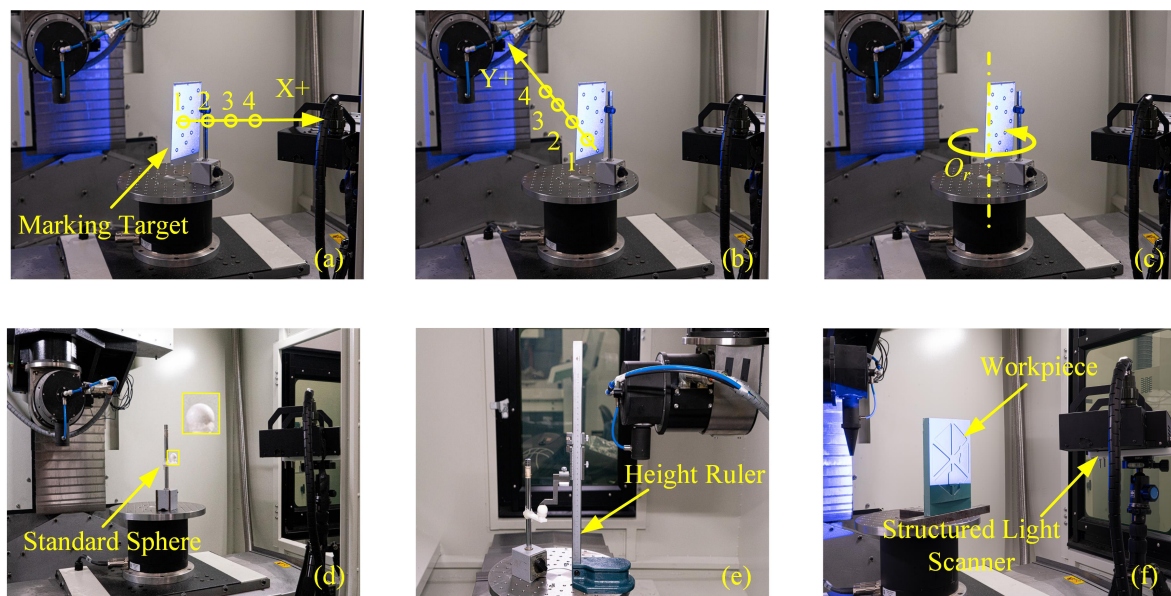 1 2 3 4 X+
Marking Target
(a)
Y+
4
3
2
1
(b)
O_r
(c)
Standard Sphere
(d)
Height Ruler
(e)
Workpiece
Structured Light
Scanner
(f)